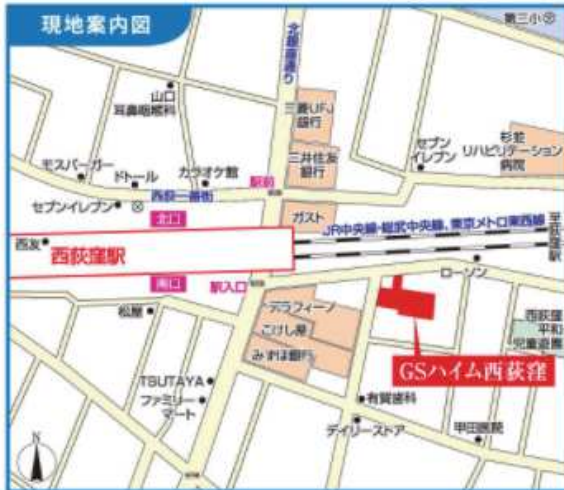 現地案内図
第三小
北銀座通り
山口
耳鼻咽喉科
三菱UFJ
銀行
三井住友
銀行
セブン
イレブン
杉並
リハビリテーション
病院
モスバーガー
ドトール
カラオケ館
駅前
セブンイレブン
西荻一番街
北口
ガスト
JR中央線・総武中央線、東京メトロ東西線
至荻窪駅
西友
西荻窪駅
ローソン
南口
駅入口
松屋
デラフィーノ
こけし屋
みずほ銀行
西荻窪
平和
児童遊園
GSハイム西荻窪
TSUTAYA
ファミリー
マート
有賀歯科
デイリーストア
甲田医院
N